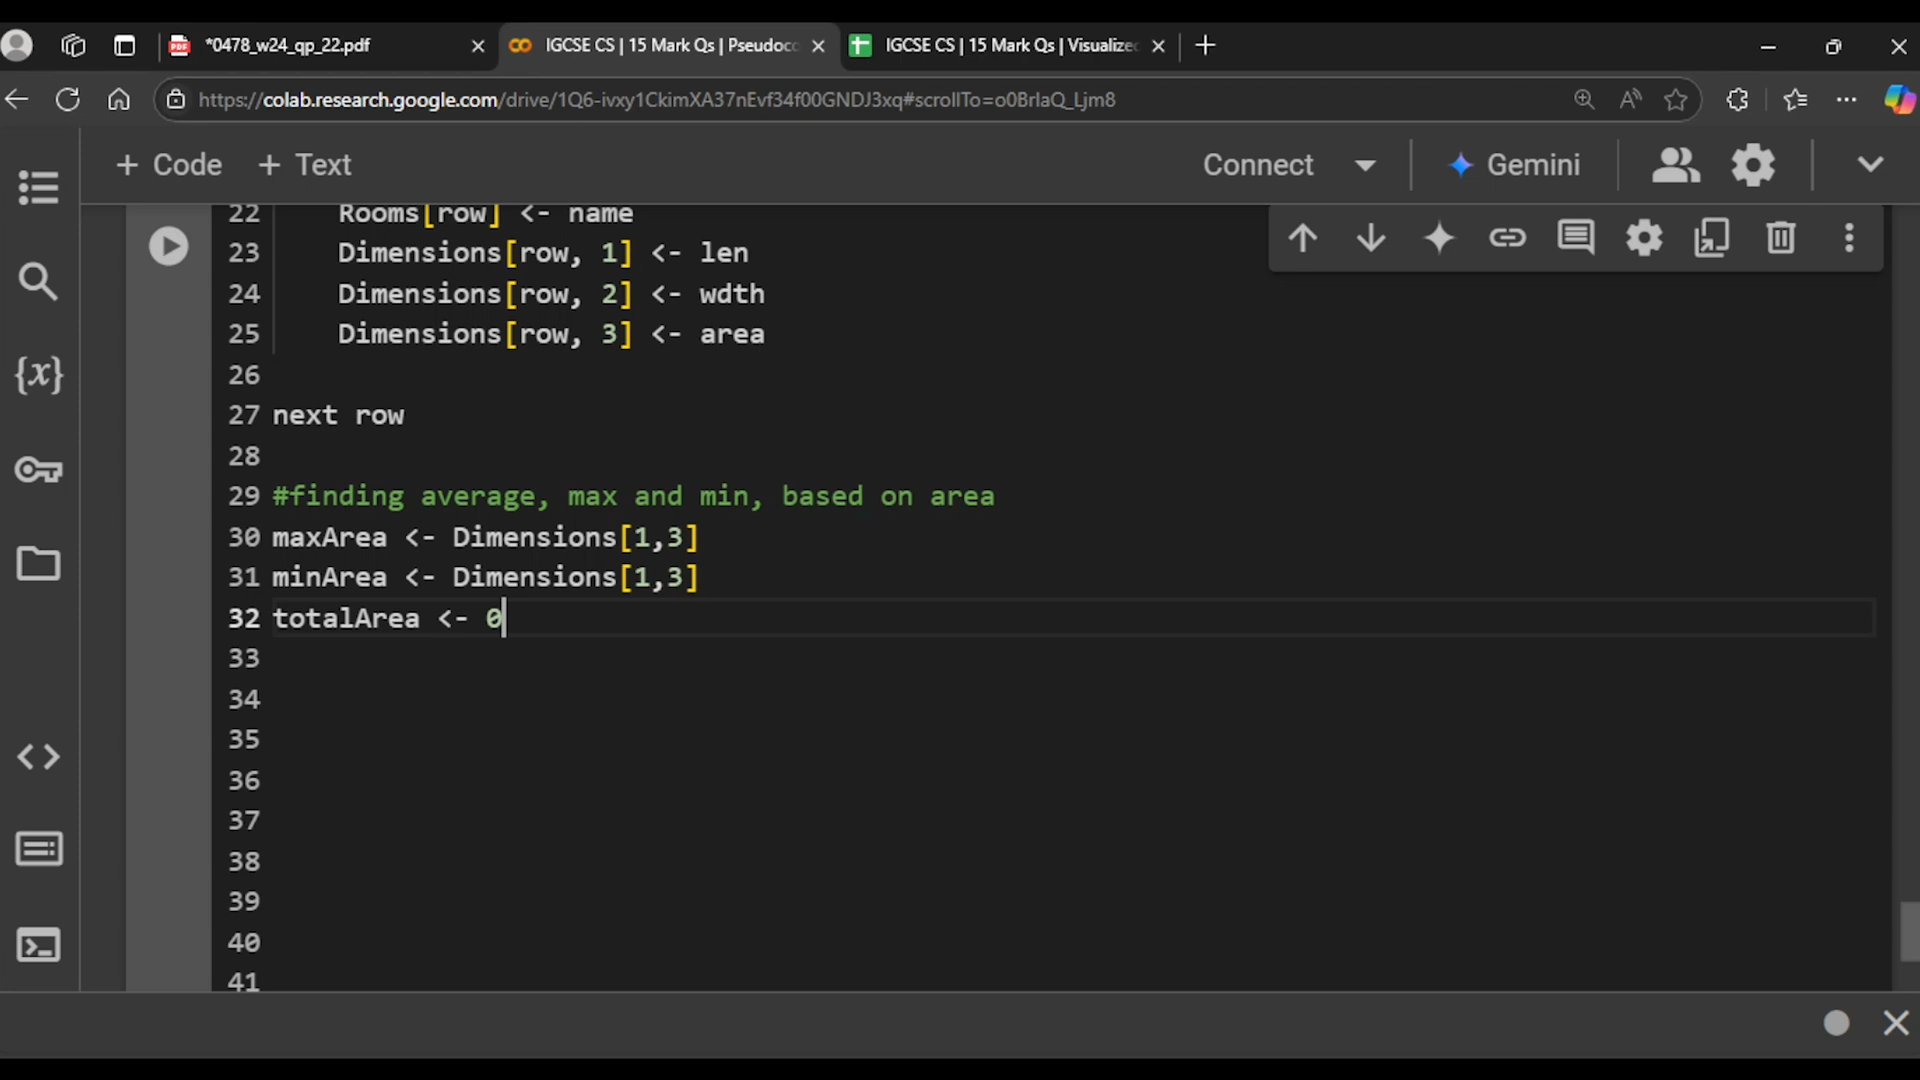 *0478_w24_qp_22.pdf
IGCSE CS | 15 Mark Qs | Pseudoc
IGCSE CS | 15 Mark Qs | Visualize
https://colab.research.google.com/drive/1Q6-ivxy1CkimXA37nEvf34f00GNDJ3xq#scrollTo=o0BrlaQ_Ljm8
+ Code + Text
Connect
Gemini
22 Rooms[row] <- name
23 Dimensions[row, 1] <- len
24 Dimensions[row, 2] <- wdth
25 Dimensions[row, 3] <- area
26
27 next row
28
29 #finding average, max and min, based on area
30 maxArea <- Dimensions[1,3]
31 minArea <- Dimensions[1,3]
32 totalArea <- 0
33
34
35
36
37
38
39
40
41